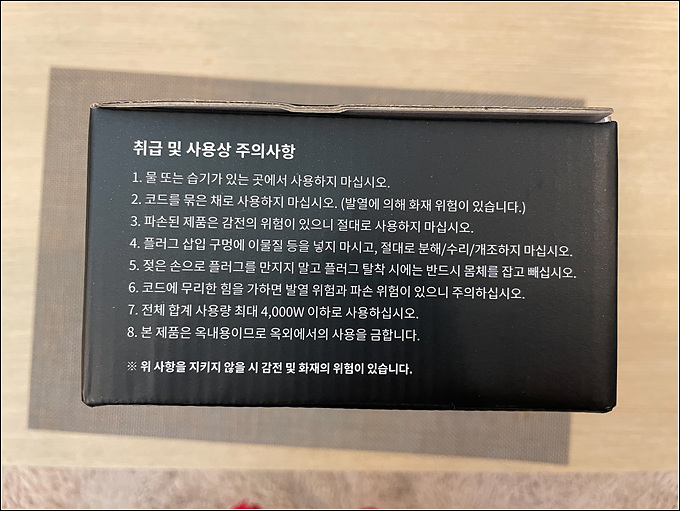 취급 및 사용상 주의사항
1. 물 또는 습기가 있는 곳에서 사용하지 마십시오.
2. 코드를 묶은 채로 사용하지 마십시오. (발열에 의해 화재 위험이 있습니다.)
3. 파손된 제품은 감전의 위험이 있으니 절대로 사용하지 마십시오.
4. 플러그 삽입 구멍에 이물질 등을 넣지 마시고, 절대로 분해/수리/개조하지 마십시오.
5. 젖은 손으로 플러그를 만지지 말고 플러그 탈착 시에는 반드시 몸체를 잡고 빼십시오.
6. 코드에 무리한 힘을 가하면 발열 위험과 파손 위험이 있으니 주의하십시오.
7. 전체 합계 사용량 최대 4,000W 이하로 사용하십시오.
8. 본 제품은 옥내용이므로 옥외에서의 사용을 금합니다.
※ 위 사항을 지키지 않을 시 감전 및 화재의 위험이 있습니다.